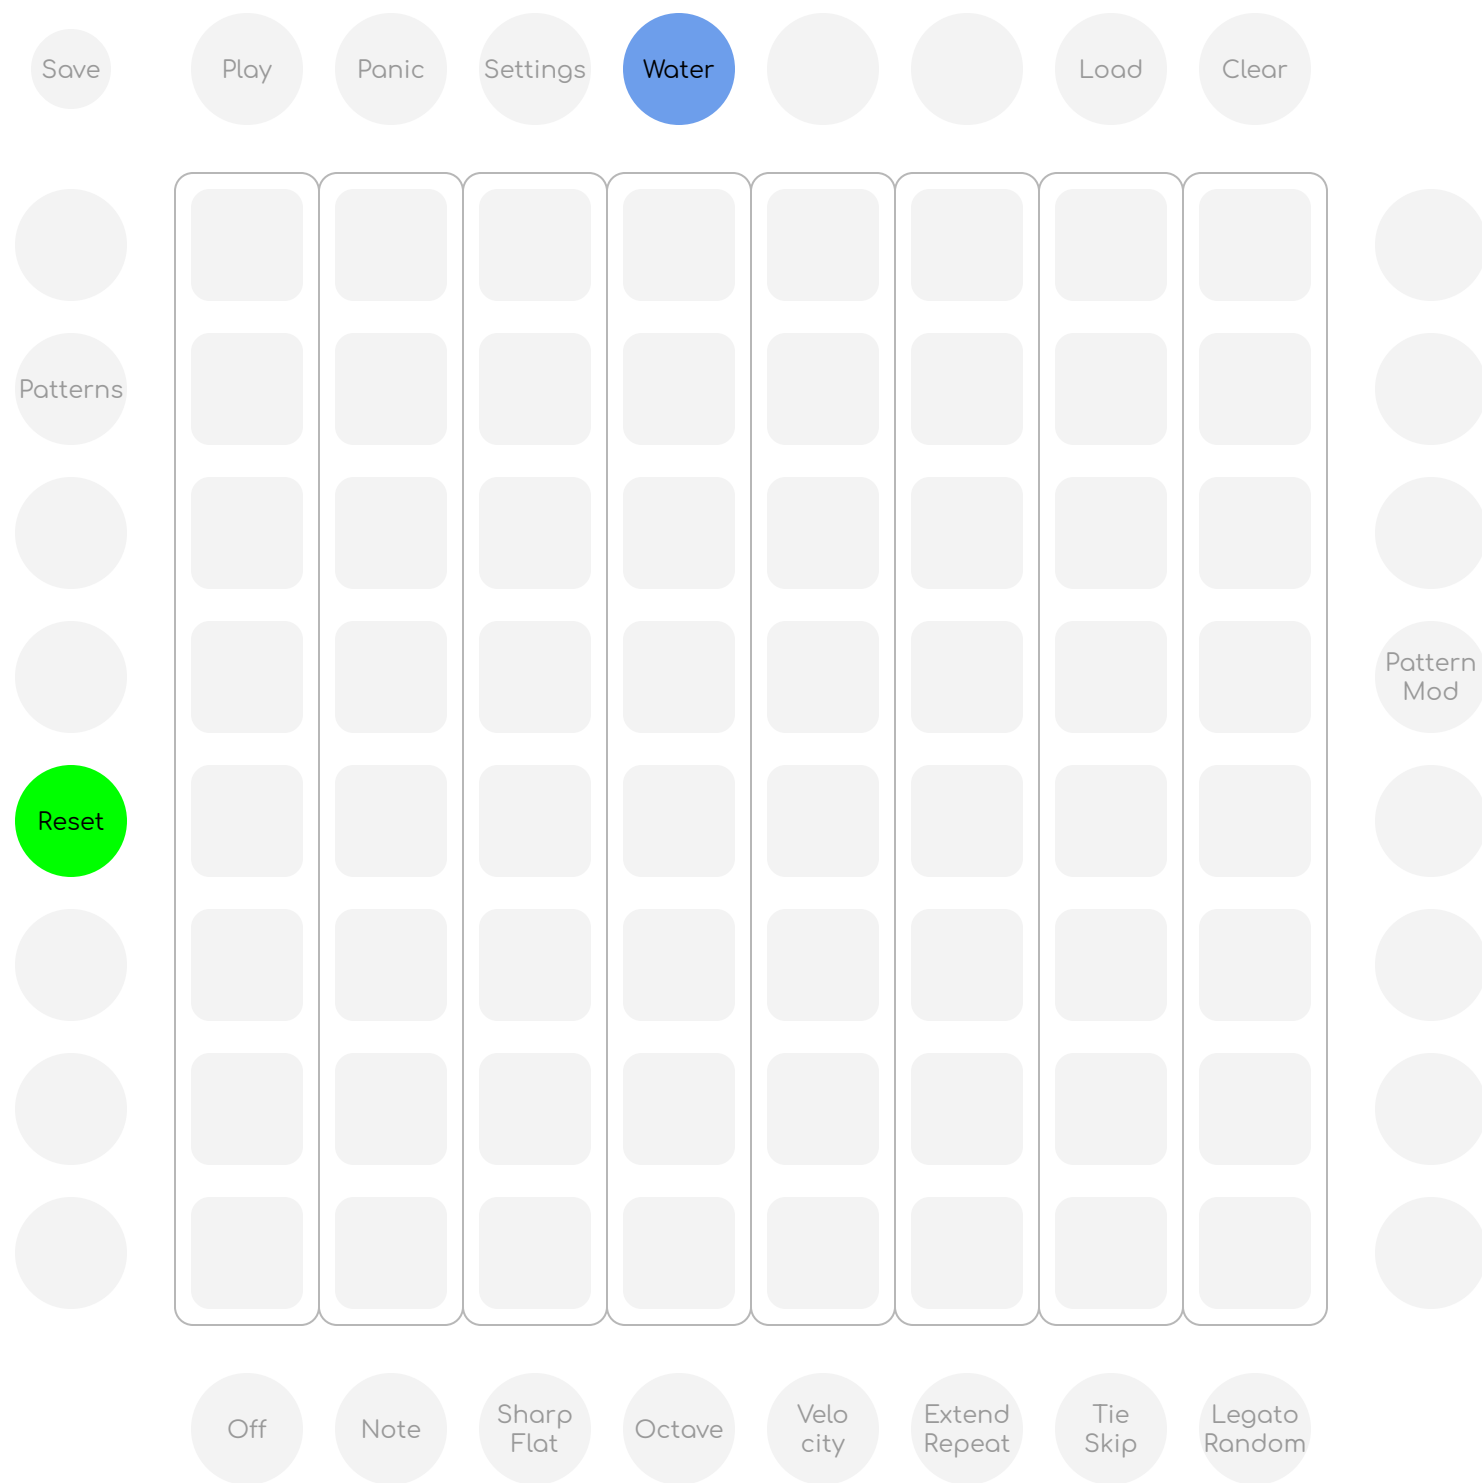 Save
Play
Panic
Settings
Water
Load
Clear
Patterns
Pattern
Mod
Reset
Off
Note
Sharp
Flat
Octave
Velo
city
Extend
Repeat
Tie
Skip
Legato
Random